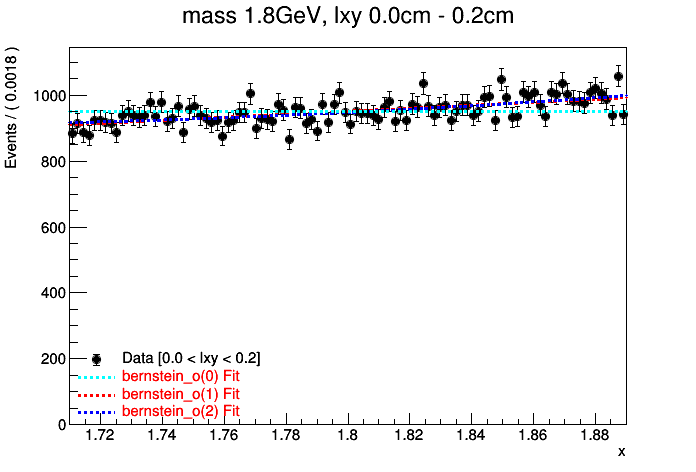 mass 1.8GeV, lxy 0.0cm - 0.2cm
Events / ( 0.0018 )
1000
800
600
400
200
0
Data [0.0 < lxy < 0.2]
bernstein_o(0) Fit
bernstein_o(1) Fit
bernstein_o(2) Fit
1.72 1.74 1.76 1.78 1.8 1.82 1.84 1.86 1.88
x